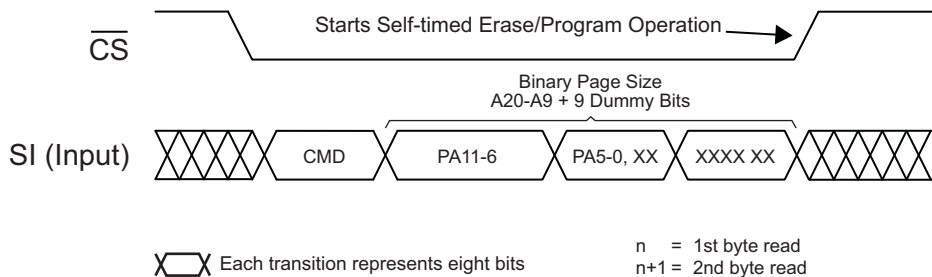 Starts Self-timed Erase/Program Operation
CS
Binary Page Size
A20-A9 + 9 Dummy Bits
SI (Input)
CMD
PA11-6
PA5-0, XX
XXXX XX
Each transition represents eight bits
n = 1st byte read
n+1 = 2nd byte read